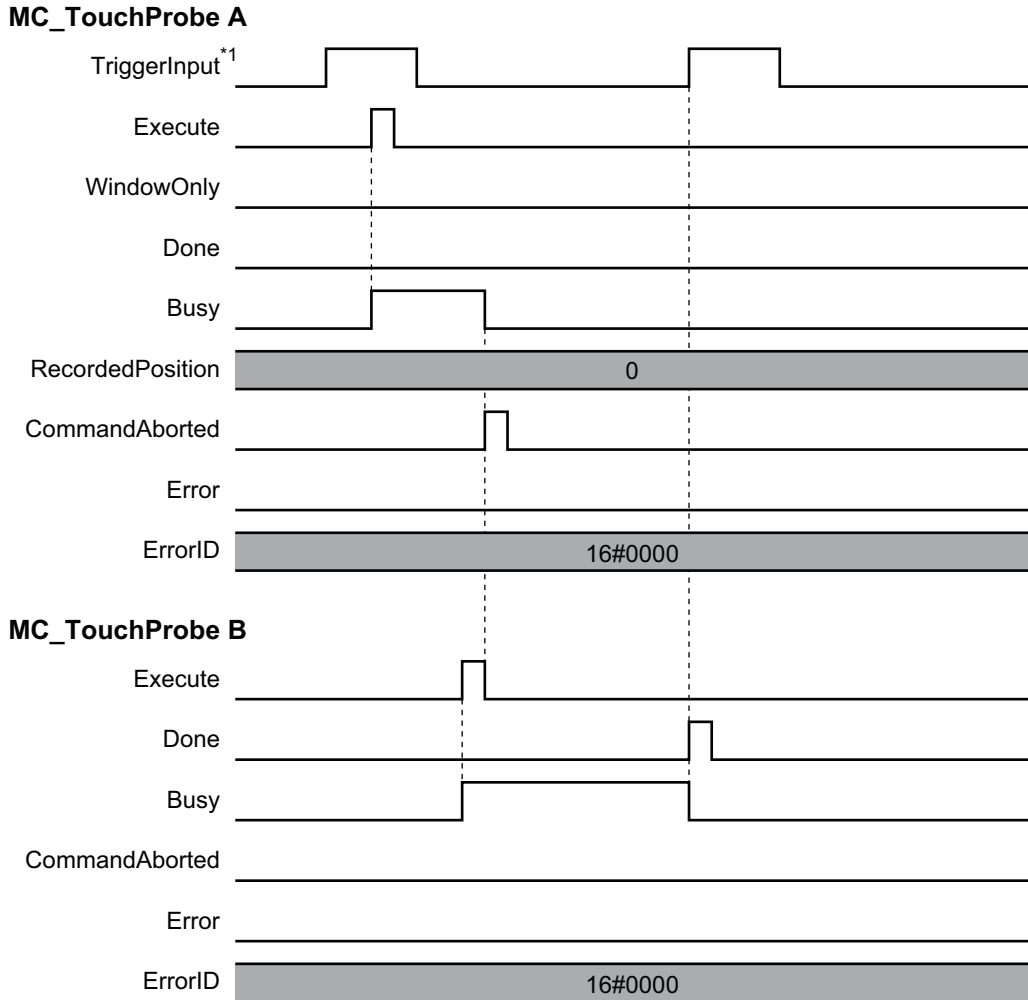 MC_TouchProbe A
TriggerInput*1
Execute
WindowOnly
Done
Busy
RecordedPosition
0
CommandAborted
Error
ErrorID
16#0000
MC_TouchProbe B
Execute
Done
Busy
CommandAborted
Error
ErrorID
16#0000